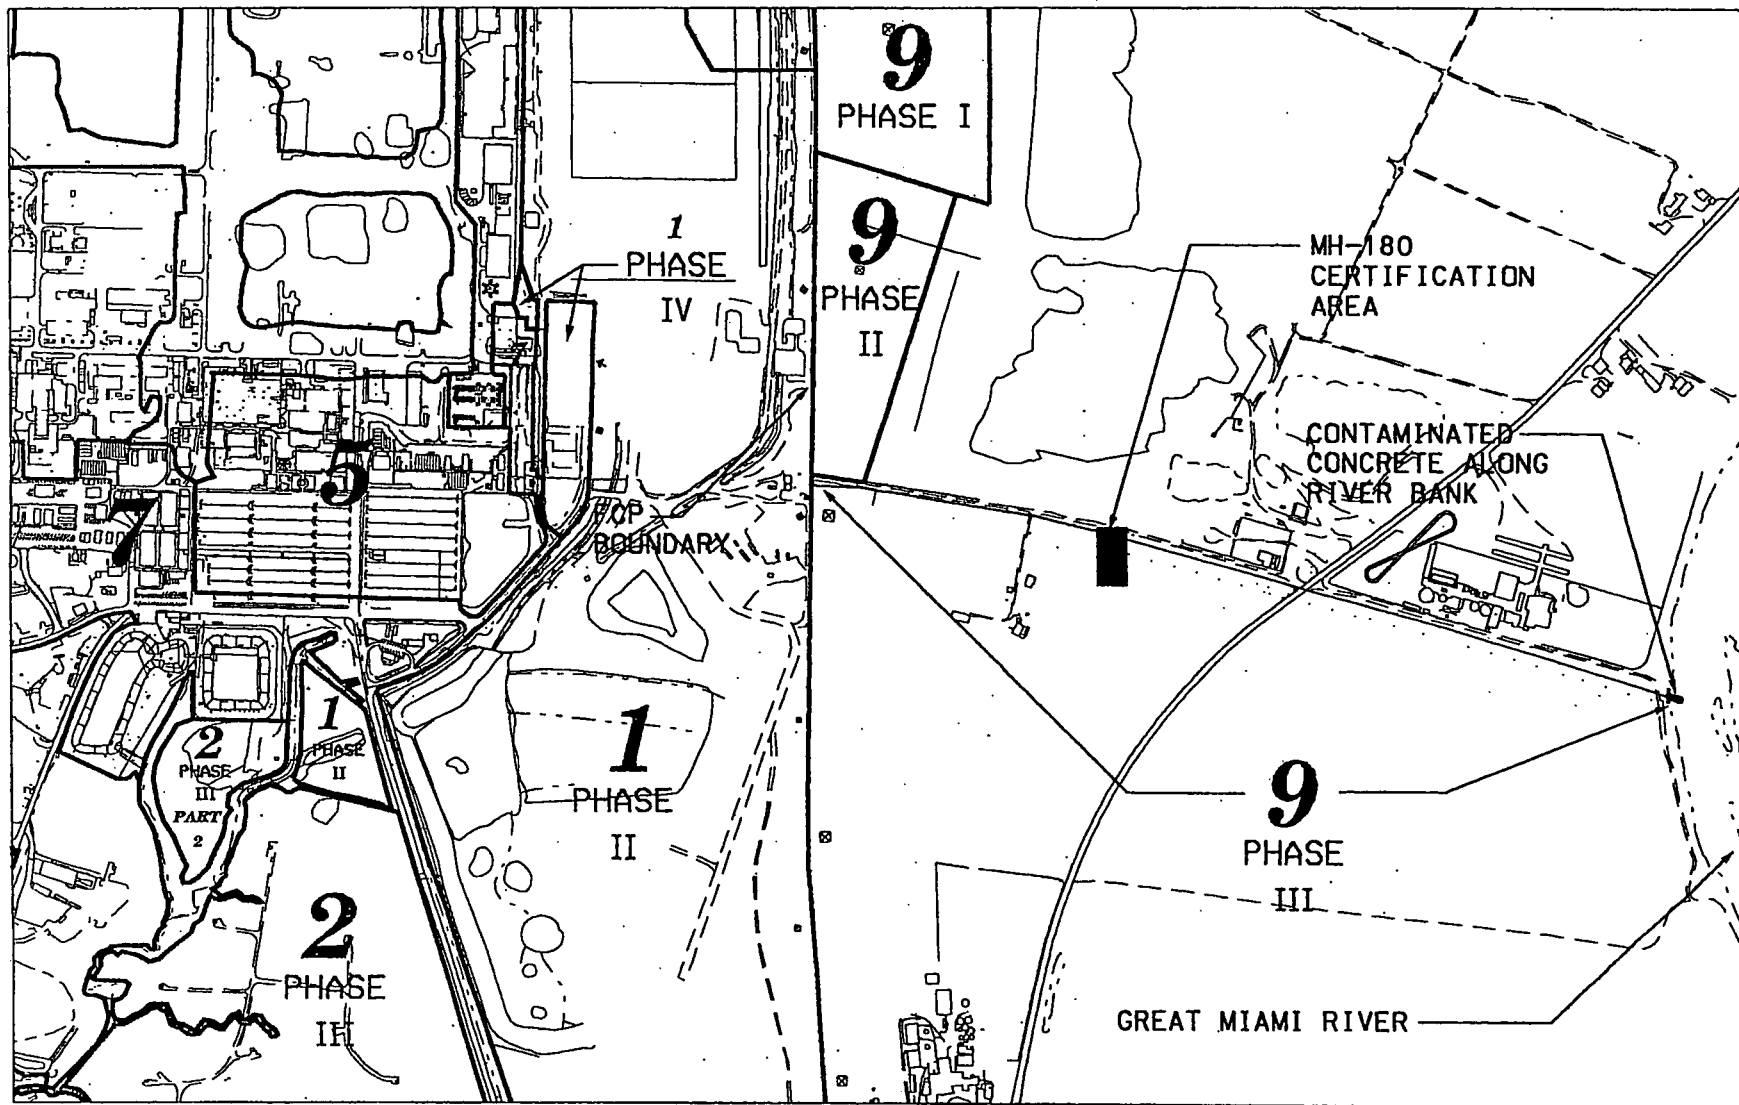 9
PHASE I
9
PHASE
II
1
PHASE
IV
MH-180
CERTIFICATION
AREA
CONTAMINATED
CONCRETE ALONG
RIVER BANK
5
7
FCP
BOUNDARY
1
PHASE
II
2
PHASE
III
PART
2
1
PHASE
II
9
PHASE
III
2
PHASE
III
GREAT MIAMI RIVER